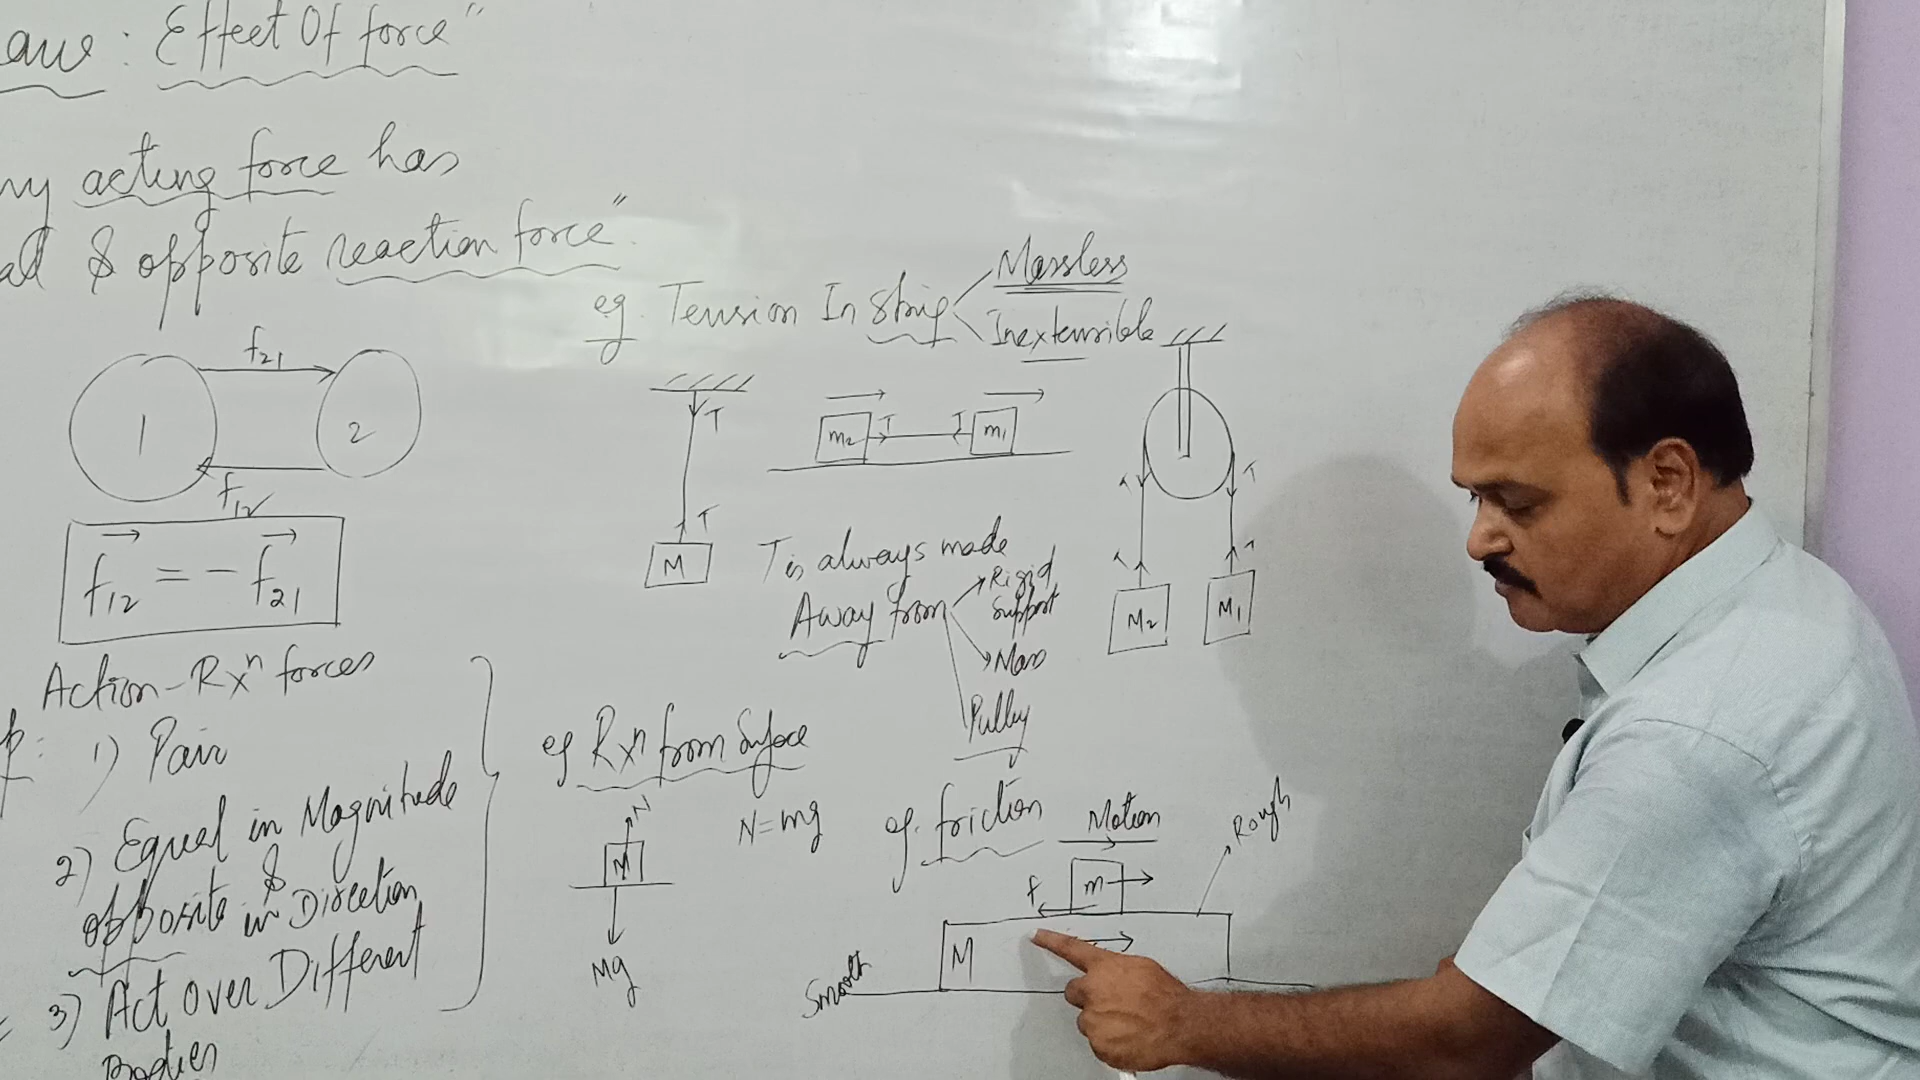 aw : Effect Of force"
ny acting force has
al & opposite reaction force"
f21
1
2
f12
f12 = - f21
Action-Rxn forces
1) Pair
2) Equal in Magnitude
&
opposite in Direction
3) Act Over Different
Bodies
eg. Tension In String
Massless
Inextensible
T
T
M
m2
T
T
m1
T
T
T
T
M2
M1
T is always made
Away from
Rigid
Support
Mass
Pulley
eg Rxn from Surface
N
N=mg
M
Mg
eg. friction
Motion
Rough
f
m
M
Smooth